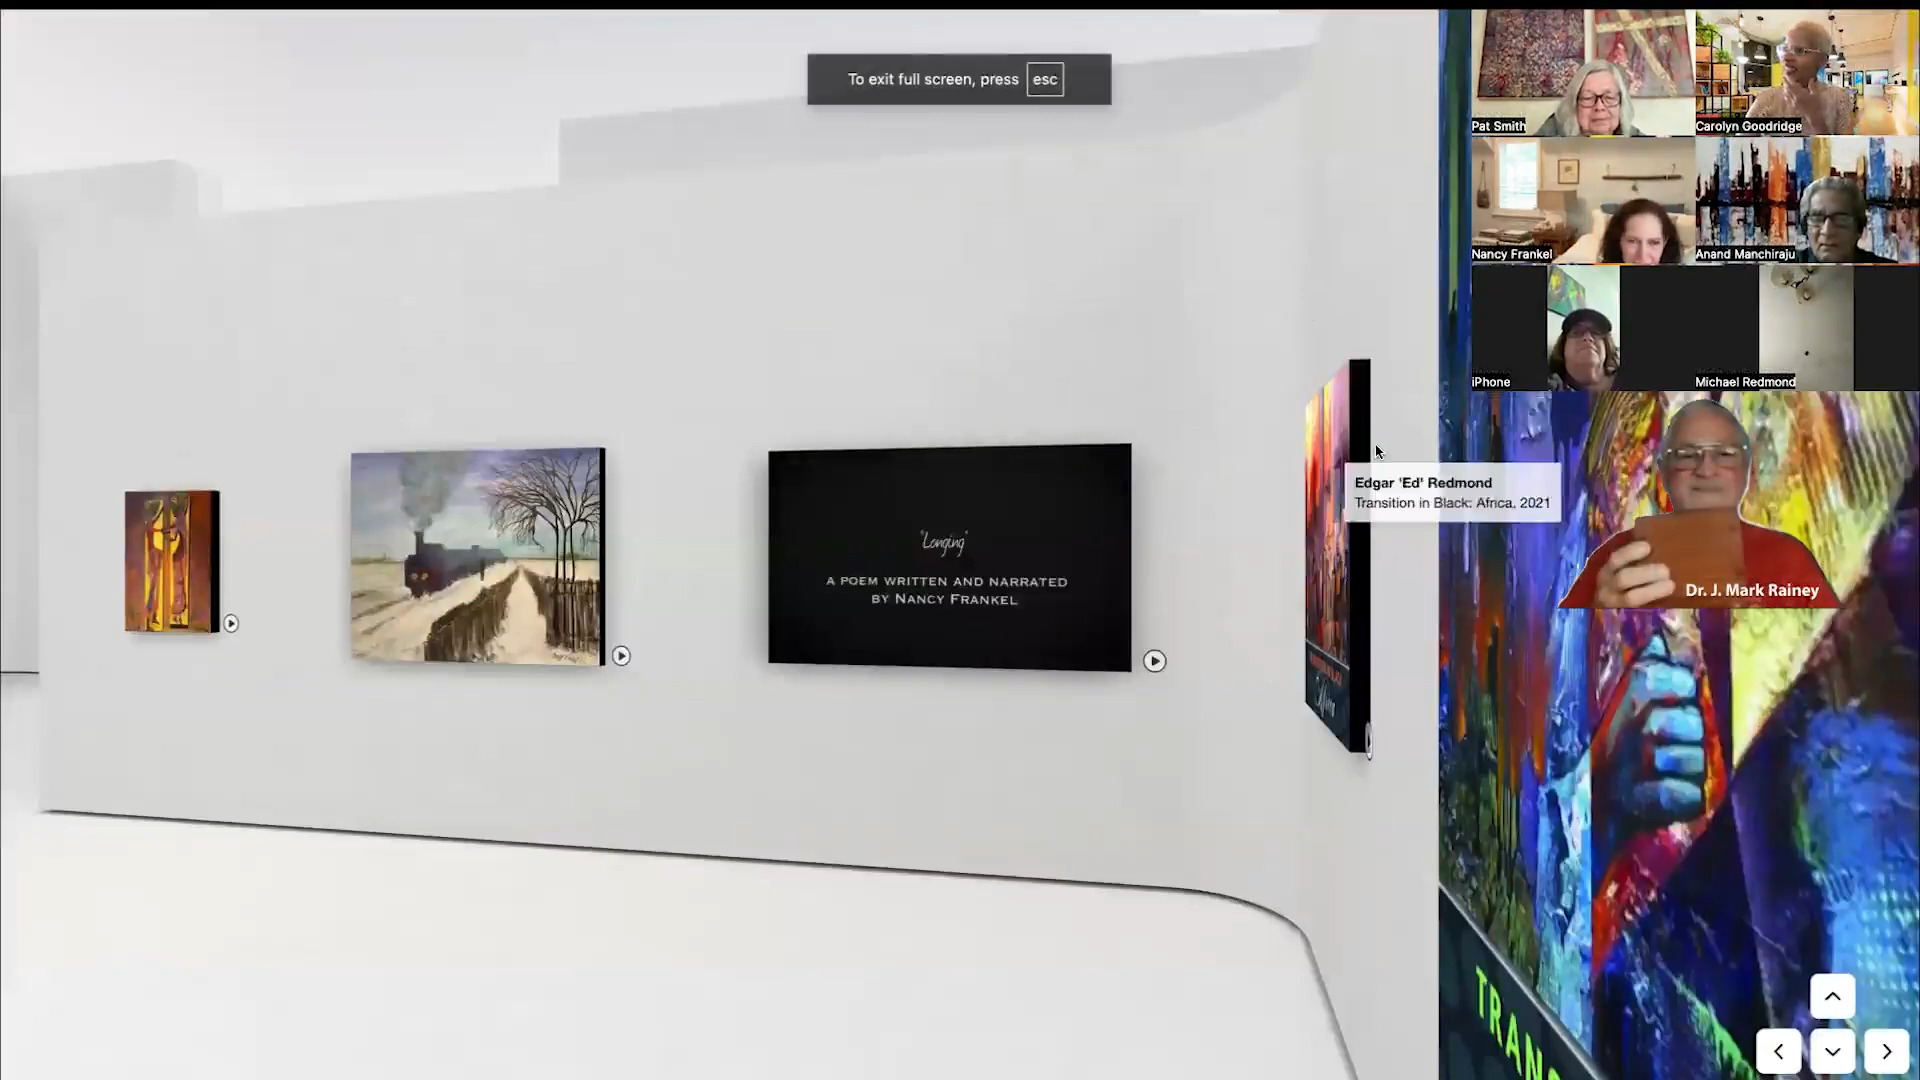 To exit full screen, press esc
Pat Smith
Carolyn Goodridge
Nancy Frankel
Anand Manchiraju
iPhone
Michael Redmond
Edgar 'Ed' Redmond
Transition in Black: Africa, 2021
"Longing"
A POEM WRITTEN AND NARRATED
BY NANCY FRANKEL
Dr. J. Mark Rainey
TRANS